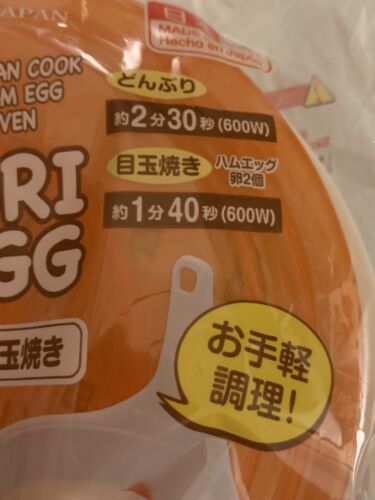 JAPAN
日
MADE
Hecho en Japón
AN COOK
M EGG
VEN
どんぶり
約2分30秒(600W)
目玉焼き ハムエッグ
卵2個
約1分40秒(600W)
RI
GG
玉焼き
お手軽
調理!